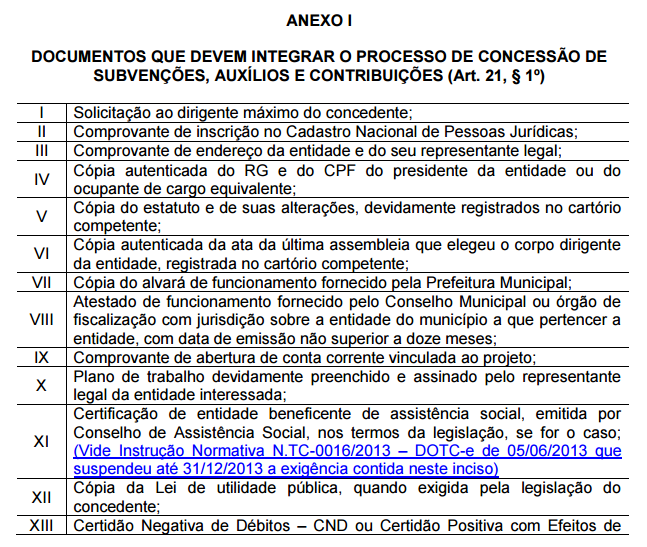 ANEXO I
DOCUMENTOS QUE DEVEM INTEGRAR O PROCESSO DE CONCESSÃO DE
SUBVENÇÕES, AUXÍLIOS E CONTRIBUIÇÕES (Art. 21, § 1º)
I Solicitação ao dirigente máximo do concedente;
II Comprovante de inscrição no Cadastro Nacional de Pessoas Jurídicas;
III Comprovante de endereço da entidade e do seu representante legal;
IV Cópia autenticada do RG e do CPF do presidente da entidade ou do
ocupante de cargo equivalente;
V Cópia do estatuto e de suas alterações, devidamente registrados no cartório
competente;
VI Cópia autenticada da ata da última assembleia que elegeu o corpo dirigente
da entidade, registrada no cartório competente;
VII Cópia do alvará de funcionamento fornecido pela Prefeitura Municipal;
VIII Atestado de funcionamento fornecido pelo Conselho Municipal ou órgão de
fiscalização com jurisdição sobre a entidade do município a que pertencer a
entidade, com data de emissão não superior a doze meses;
IX Comprovante de abertura de conta corrente vinculada ao projeto;
X Plano de trabalho devidamente preenchido e assinado pelo representante
legal da entidade interessada;
XI Certificação de entidade beneficente de assistência social, emitida por
Conselho de Assistência Social, nos termos da legislação, se for o caso;
(Vide Instrução Normativa N.TC-0016/2013 – DOTC-e de 05/06/2013 que
suspendeu até 31/12/2013 a exigência contida neste inciso)
XII Cópia da Lei de utilidade pública, quando exigida pela legislação do
concedente;
XIII Certidão Negativa de Débitos – CND ou Certidão Positiva com Efeitos de